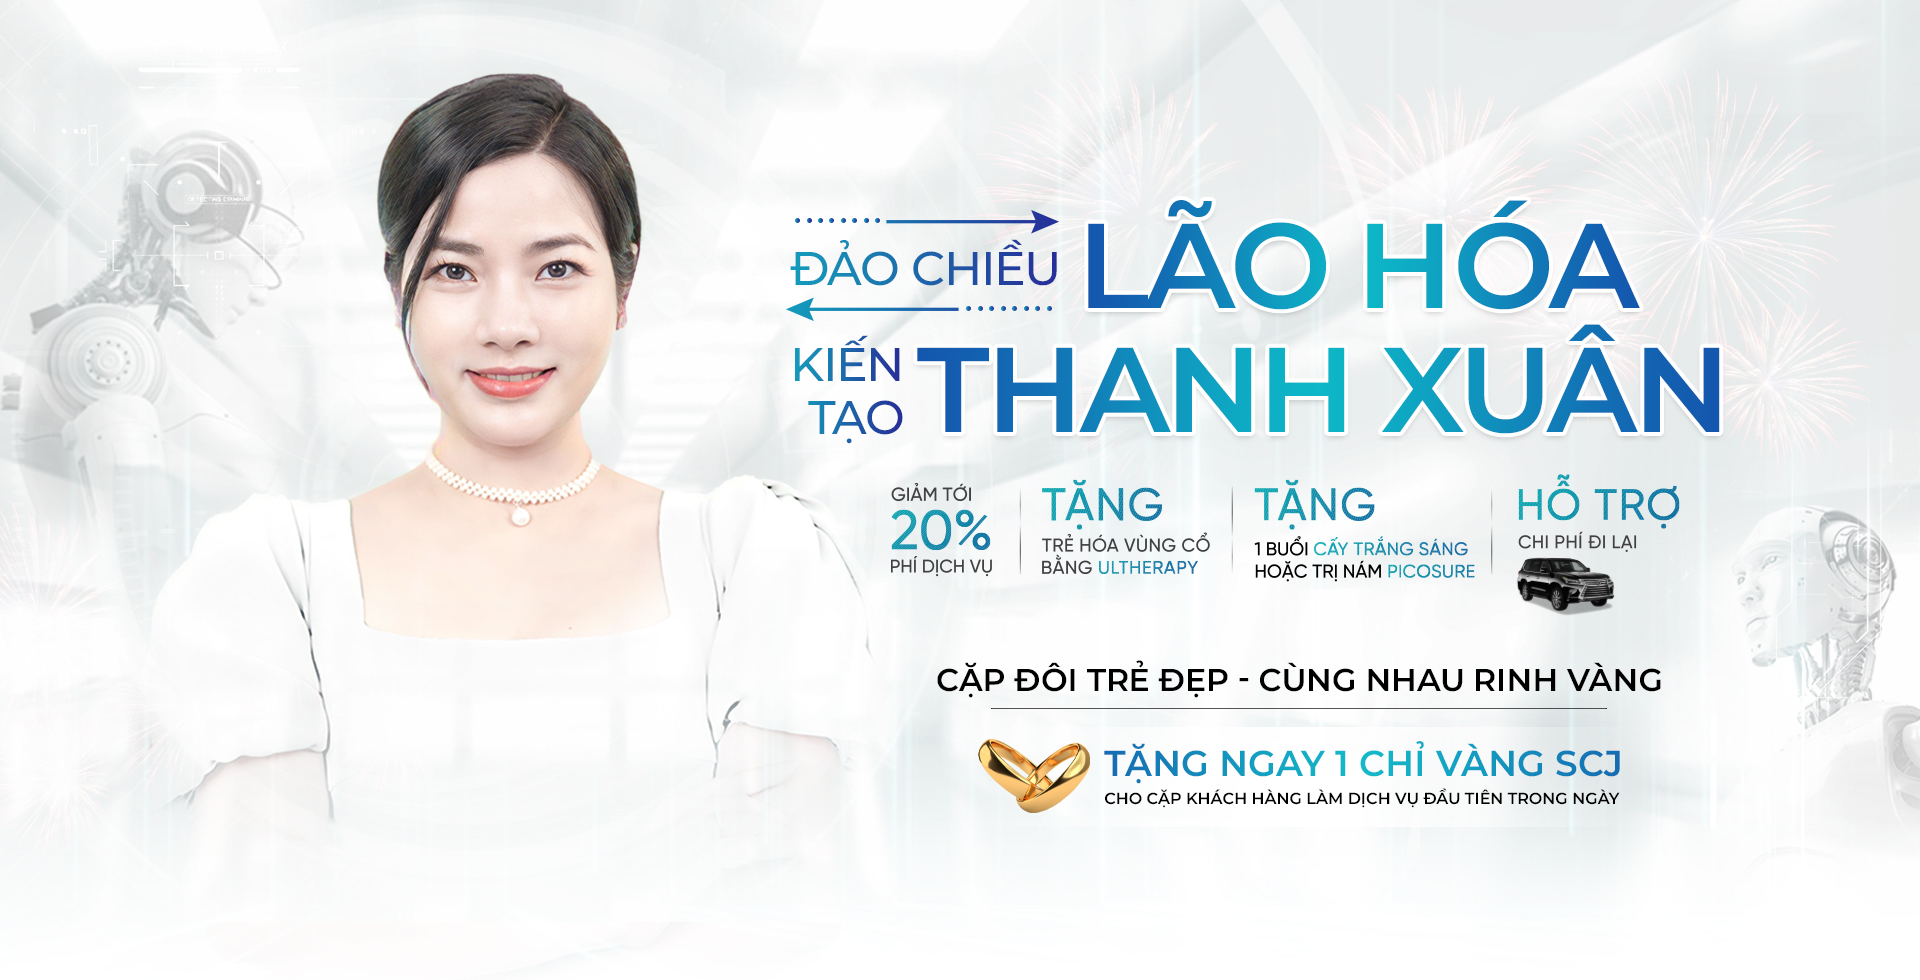 ĐẢO CHIỀU LÃO HÓA
KIẾN TẠO THANH XUÂN
GIẢM TỚI
20%
PHÍ DỊCH VỤ
TẶNG
TRẺ HÓA VÙNG CỔ
BẰNG ULTHERAPY
TẶNG
1 BUỔI CẤY TRẮNG SÁNG
HOẶC TRỊ NÁM PICOSURE
HỖ TRỢ
CHI PHÍ ĐI LẠI
CẶP ĐÔI TRẺ ĐẸP - CÙNG NHAU RINH VÀNG
TẶNG NGAY 1 CHỈ VÀNG SCJ
CHO CẶP KHÁCH HÀNG LÀM DỊCH VỤ ĐẦU TIÊN TRONG NGÀY